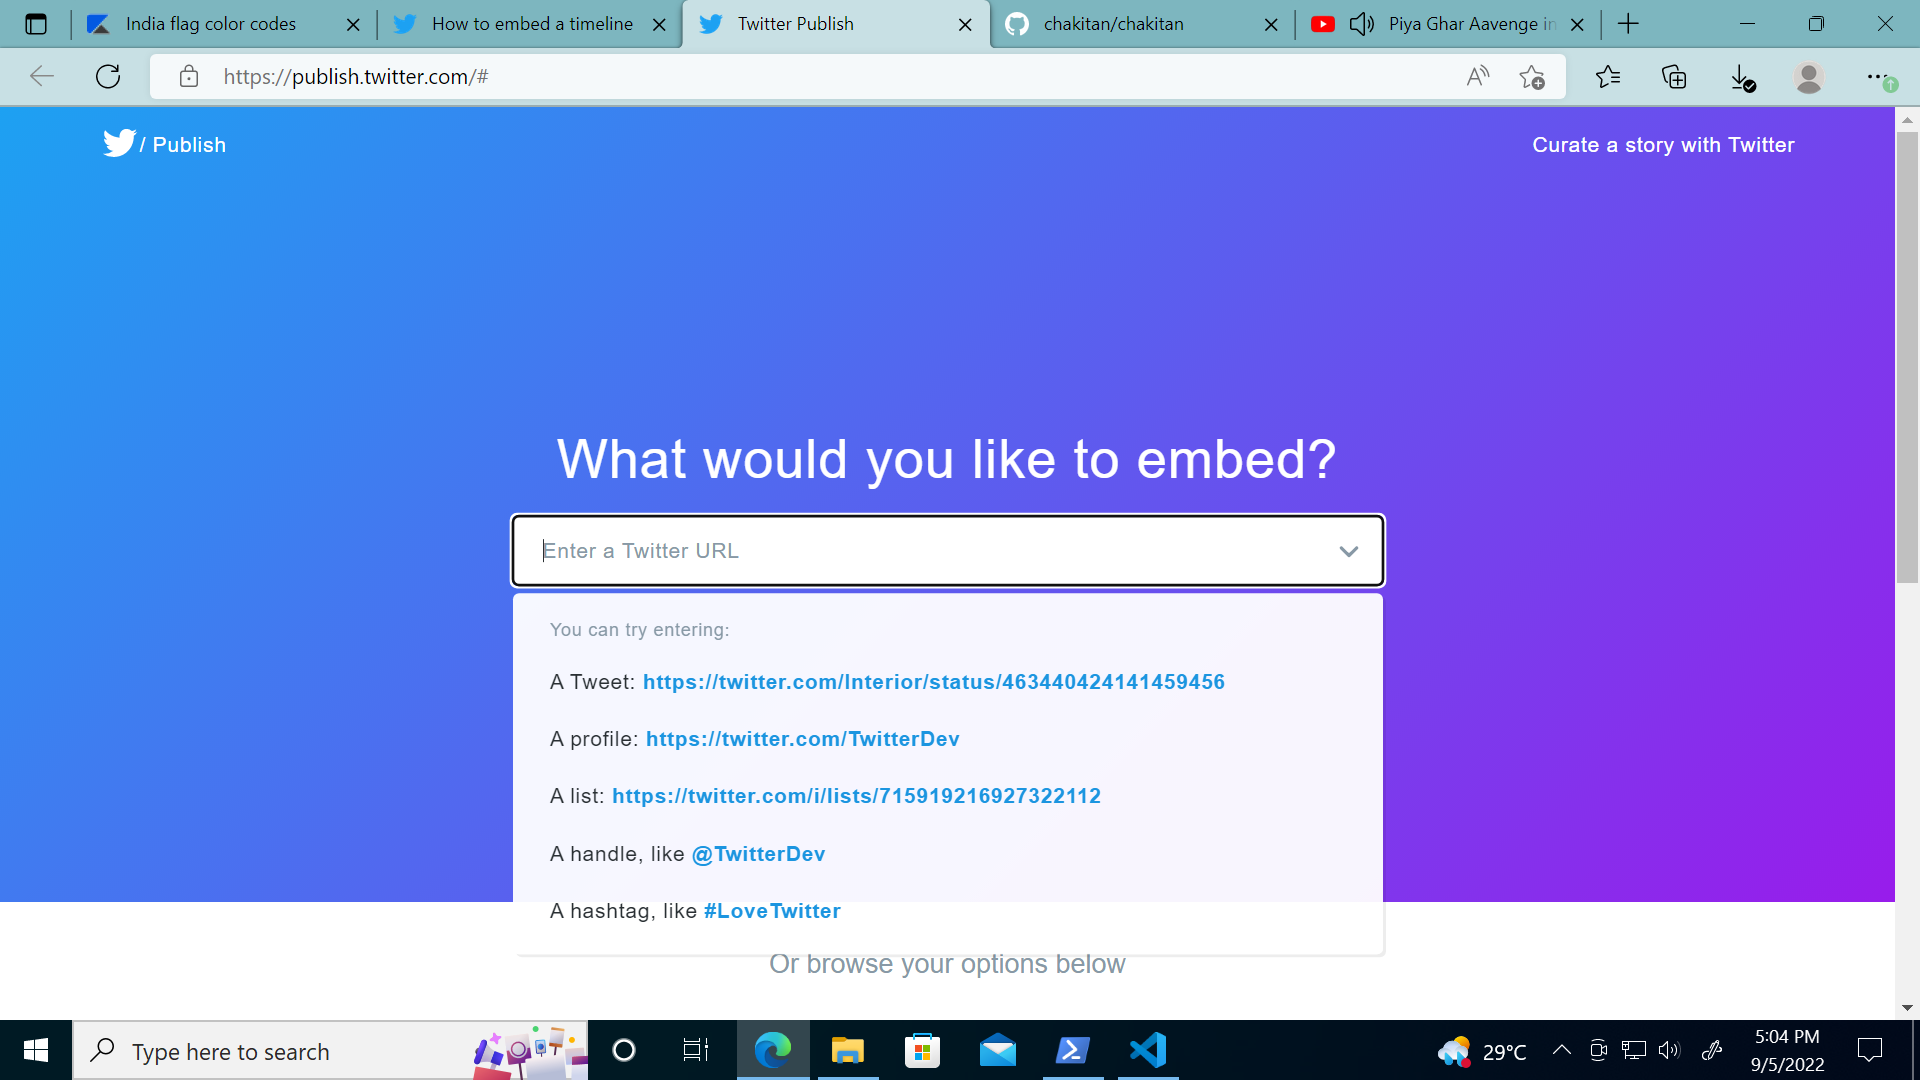 India flag color codes
How to embed a timeline
Twitter Publish
chakitan/chakitan
Piya Ghar Aavenge in
https://publish.twitter.com/#
/ Publish
Curate a story with Twitter
What would you like to embed?
Enter a Twitter URL
You can try entering:
A Tweet: https://twitter.com/Interior/status/463440424141459456
A profile: https://twitter.com/TwitterDev
A list: https://twitter.com/i/lists/715919216927322112
A handle, like @TwitterDev
A hashtag, like #LoveTwitter
Or browse your options below
Type here to search
29°C
5:04 PM
9/5/2022